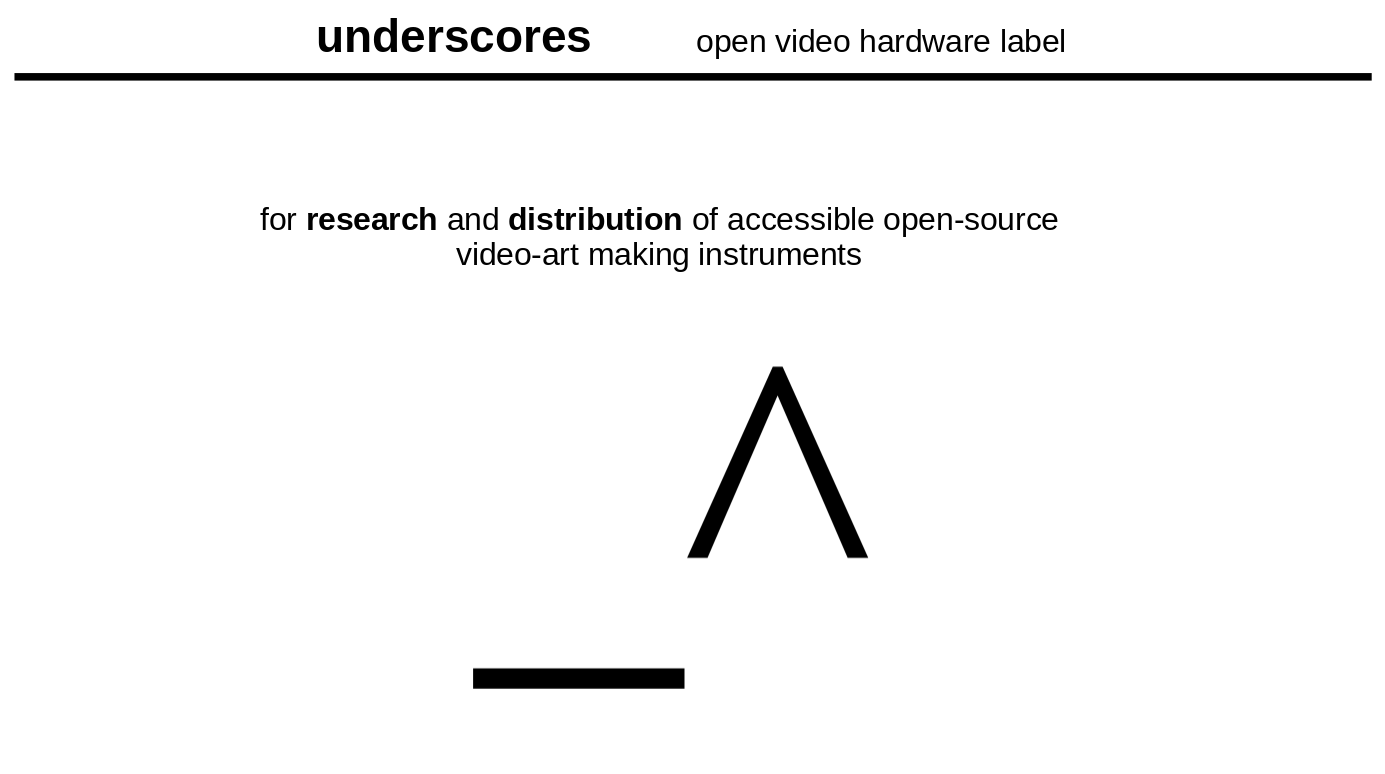 underscores open video hardware label
for research and distribution of accessible open-source
video-art making instruments
_^